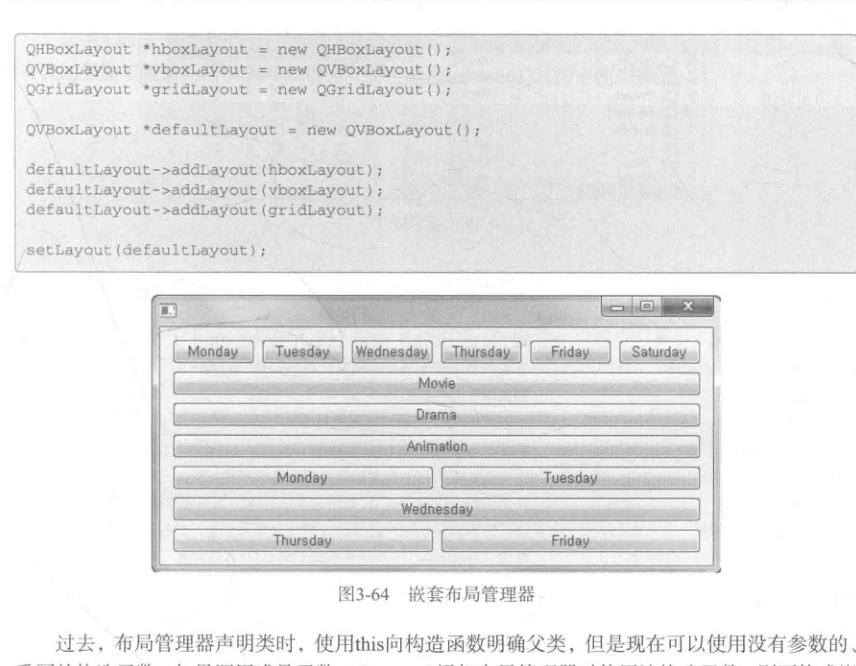 QHBoxLayout *hboxLayout = new QHBoxLayout();
QVBoxLayout *vboxLayout = new QVBoxLayout();
QGridLayout *gridLayout = new QGridLayout();
QVBoxLayout *defaultLayout = new QVBoxLayout();
defaultLayout->addLayout(hboxLayout);
defaultLayout->addLayout(vboxLayout);
defaultLayout->addLayout(gridLayout);
setLayout(defaultLayout);
Monday Tuesday Wednesday Thursday Friday Saturday
Movie
Drama
Animation
Monday Tuesday
Wednesday
Thursday Friday
图3-64 嵌套布局管理器
过去，布局管理器声明类时，使用this向构造函数明确父类，但是现在可以使用没有参数的、